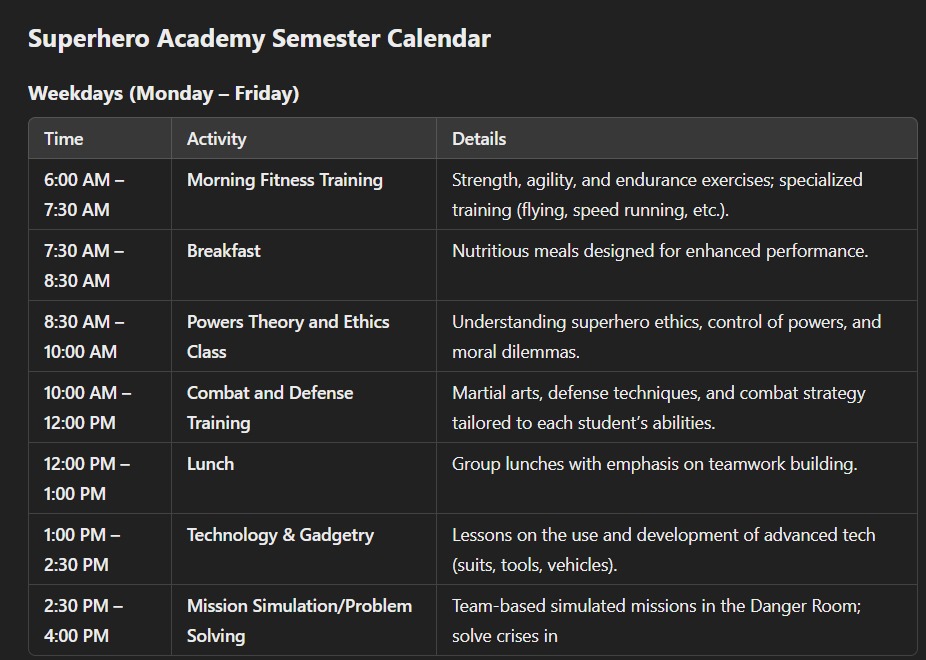 Superhero Academy Semester Calendar
Weekdays (Monday – Friday)
Time Activity Details
6:00 AM – Morning Fitness Training Strength, agility, and endurance exercises; specialized
7:30 AM training (flying, speed running, etc.).
7:30 AM – Breakfast Nutritious meals designed for enhanced performance.
8:30 AM
8:30 AM – Powers Theory and Ethics Understanding superhero ethics, control of powers, and
10:00 AM Class moral dilemmas.
10:00 AM – Combat and Defense Martial arts, defense techniques, and combat strategy
12:00 PM Training tailored to each student’s abilities.
12:00 PM – Lunch Group lunches with emphasis on teamwork building.
1:00 PM
1:00 PM – Technology & Gadgetry Lessons on the use and development of advanced tech
2:30 PM (suits, tools, vehicles).
2:30 PM – Mission Simulation/Problem Team-based simulated missions in the Danger Room;
4:00 PM Solving solve crises in